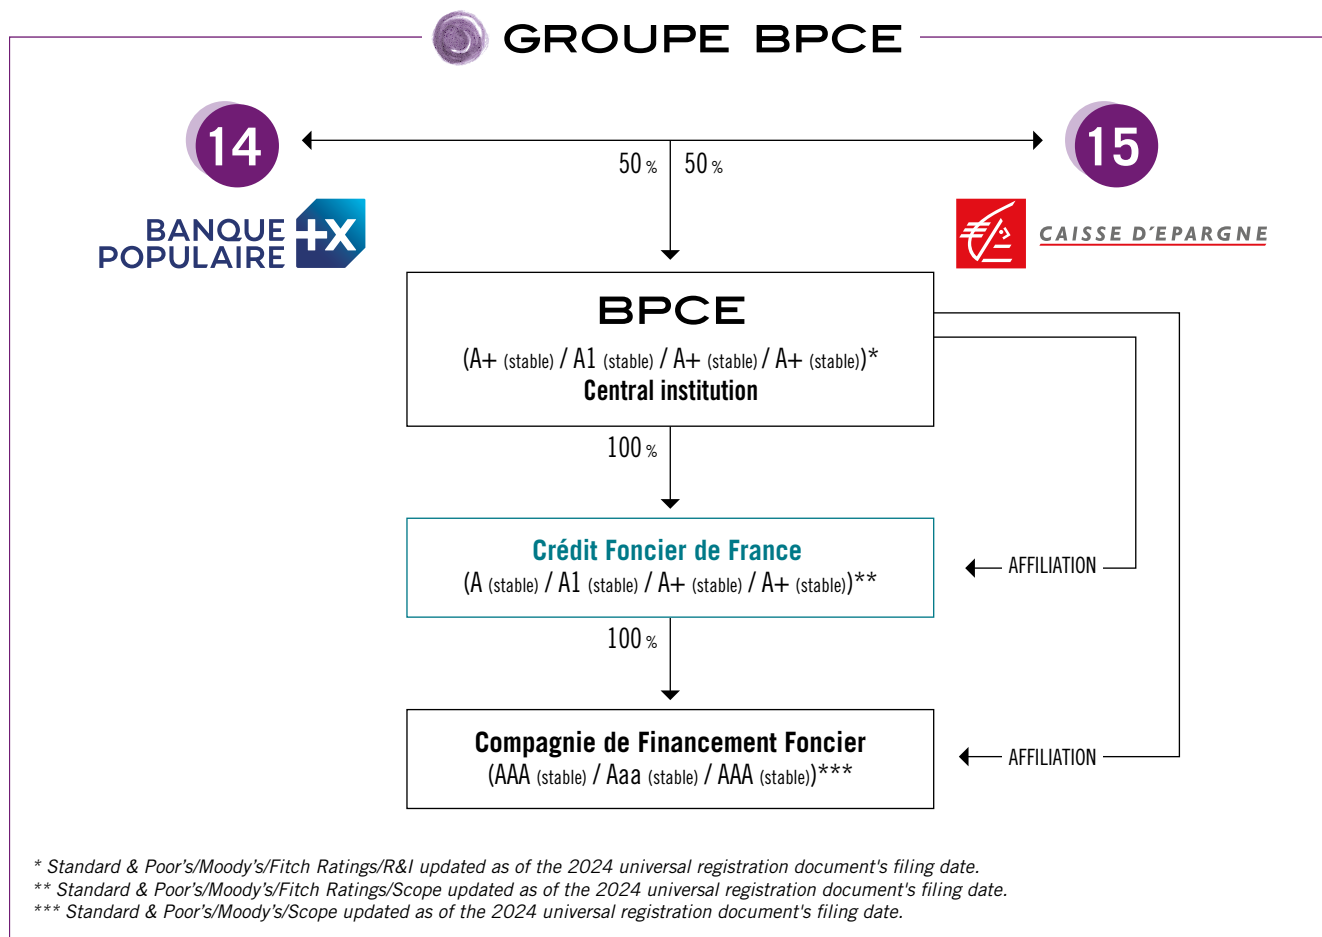 GROUPE BPCE
14
15
50 %
50 %
BANQUE
POPULAIRE
+X
CAISSE D'EPARGNE
BPCE
(A+ (stable) / A1 (stable) / A+ (stable) / A+ (stable))*
Central institution
100 %
Crédit Foncier de France
(A (stable) / A1 (stable) / A+ (stable) / A+ (stable))**
AFFILIATION
100 %
Compagnie de Financement Foncier
(AAA (stable) / Aaa (stable) / AAA (stable))***
AFFILIATION
* Standard & Poor’s/Moody’s/Fitch Ratings/R&I updated as of the 2024 universal registration document's filing date.
** Standard & Poor’s/Moody’s/Fitch Ratings/Scope updated as of the 2024 universal registration document's filing date.
*** Standard & Poor’s/Moody’s/Scope updated as of the 2024 universal registration document's filing date.